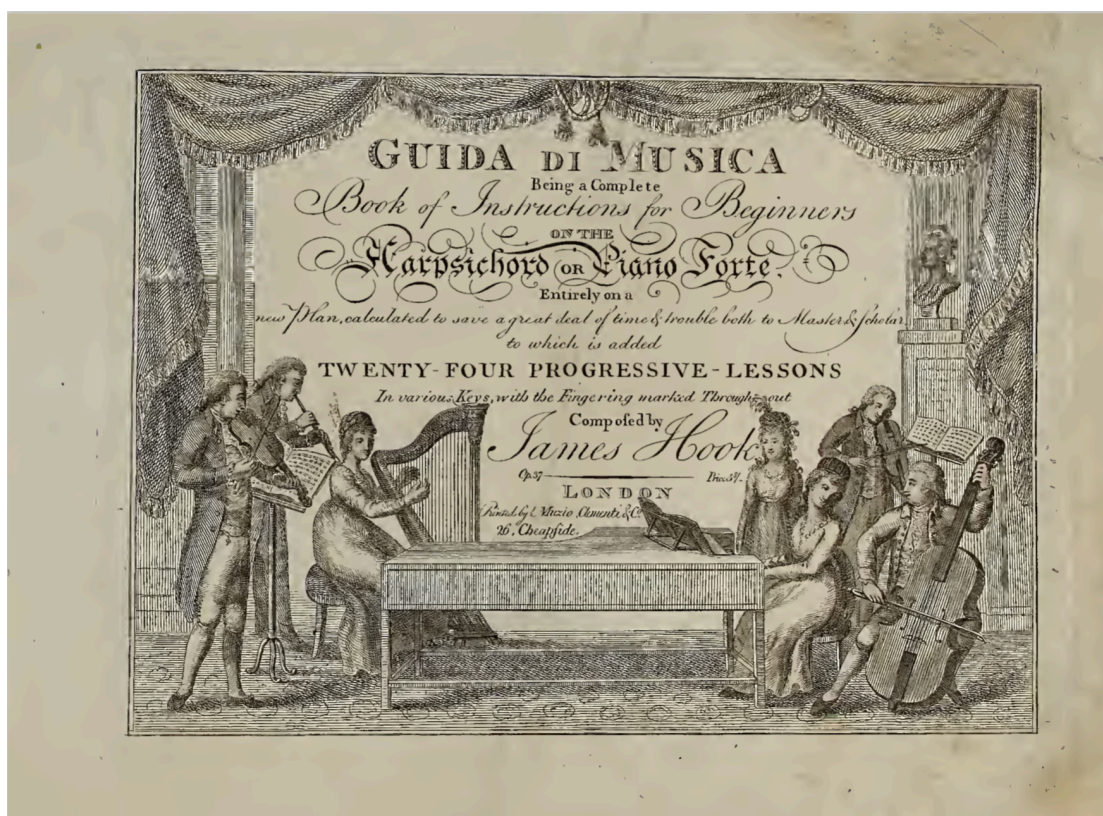 GUIDA DI MUSICA
Being a Complete
Book of Instructions for Beginners
ON THE
Harpsichord OR Piano Forte.
Entirely on a
new Plan, calculated to save a great deal of time & trouble both to Master & Scholar
to which is added
TWENTY-FOUR PROGRESSIVE-LESSONS
In various Keys, with the Fingering marked Throughout
Composed by
James Hook
Op. 37
LONDON
Printed by Muzio Clementi & Co.
26, Cheapside.